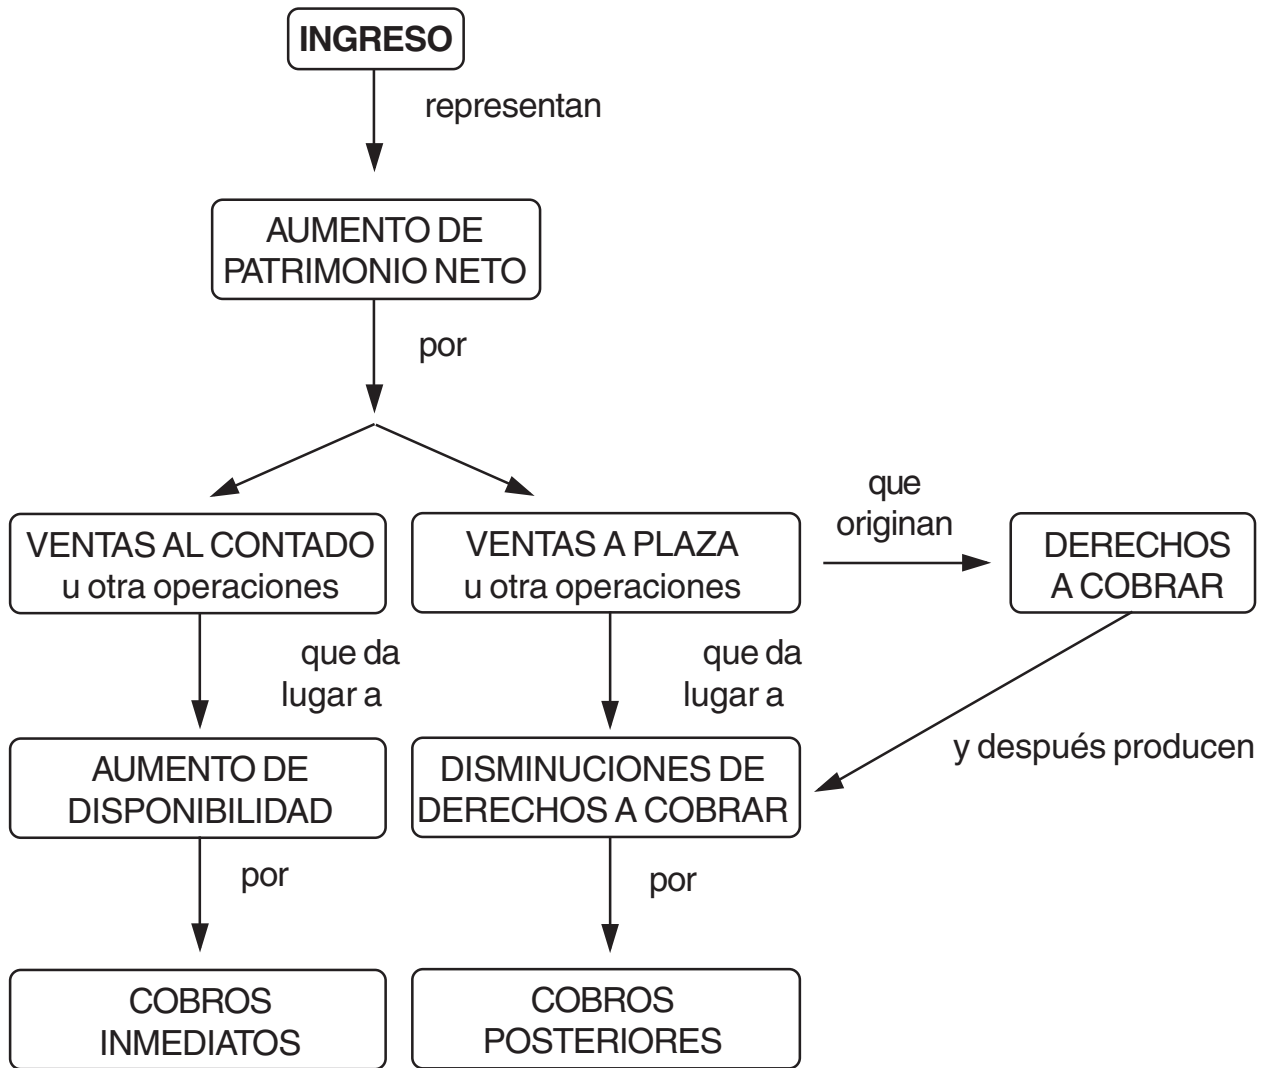 INGRESO
representan
AUMENTO DE
PATRIMONIO NETO
por
VENTAS AL CONTADO
u otra operaciones
VENTAS A PLAZA
u otra operaciones
que
originan
DERECHOS
A COBRAR
que da
lugar a
que da
lugar a
y después producen
AUMENTO DE
DISPONIBILIDAD
DISMINUCIONES DE
DERECHOS A COBRAR
por
por
COBROS
INMEDIATOS
COBROS
POSTERIORES